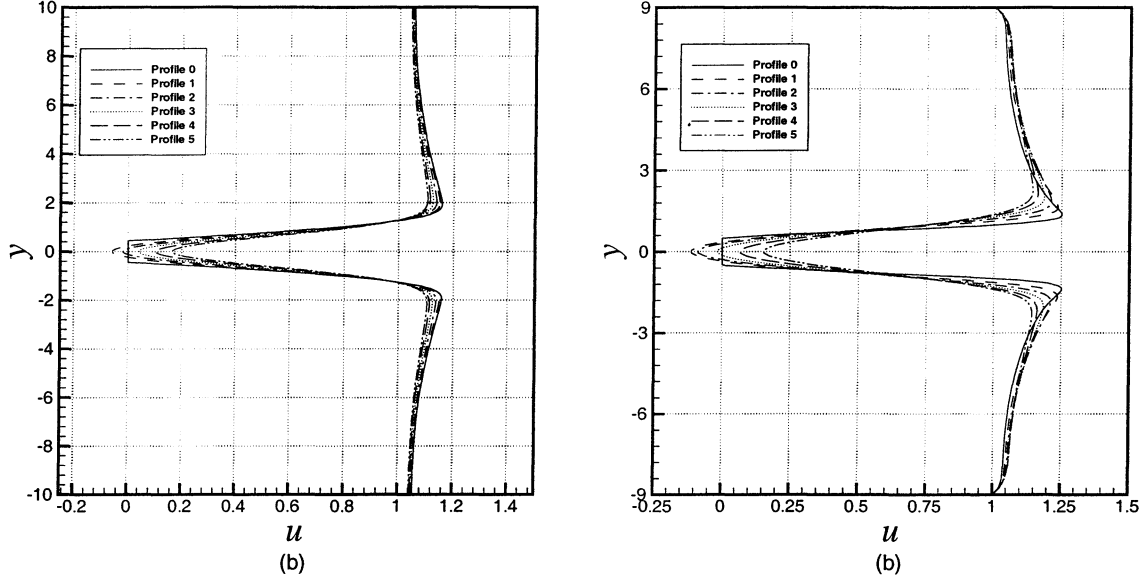 10
8
6
4
2
0
-2
-4
-6
-8
-10
y
Profile 0
Profile 1
Profile 2
Profile 3
Profile 4
Profile 5
-0.2 0 0.2 0.4 0.6 0.8 1 1.2 1.4
u
(b)
9
6
3
0
-3
-6
-9
y
Profile 0
Profile 1
Profile 2
Profile 3
Profile 4
Profile 5
-0.25 0 0.25 0.5 0.75 1 1.25 1.5
u
(b)